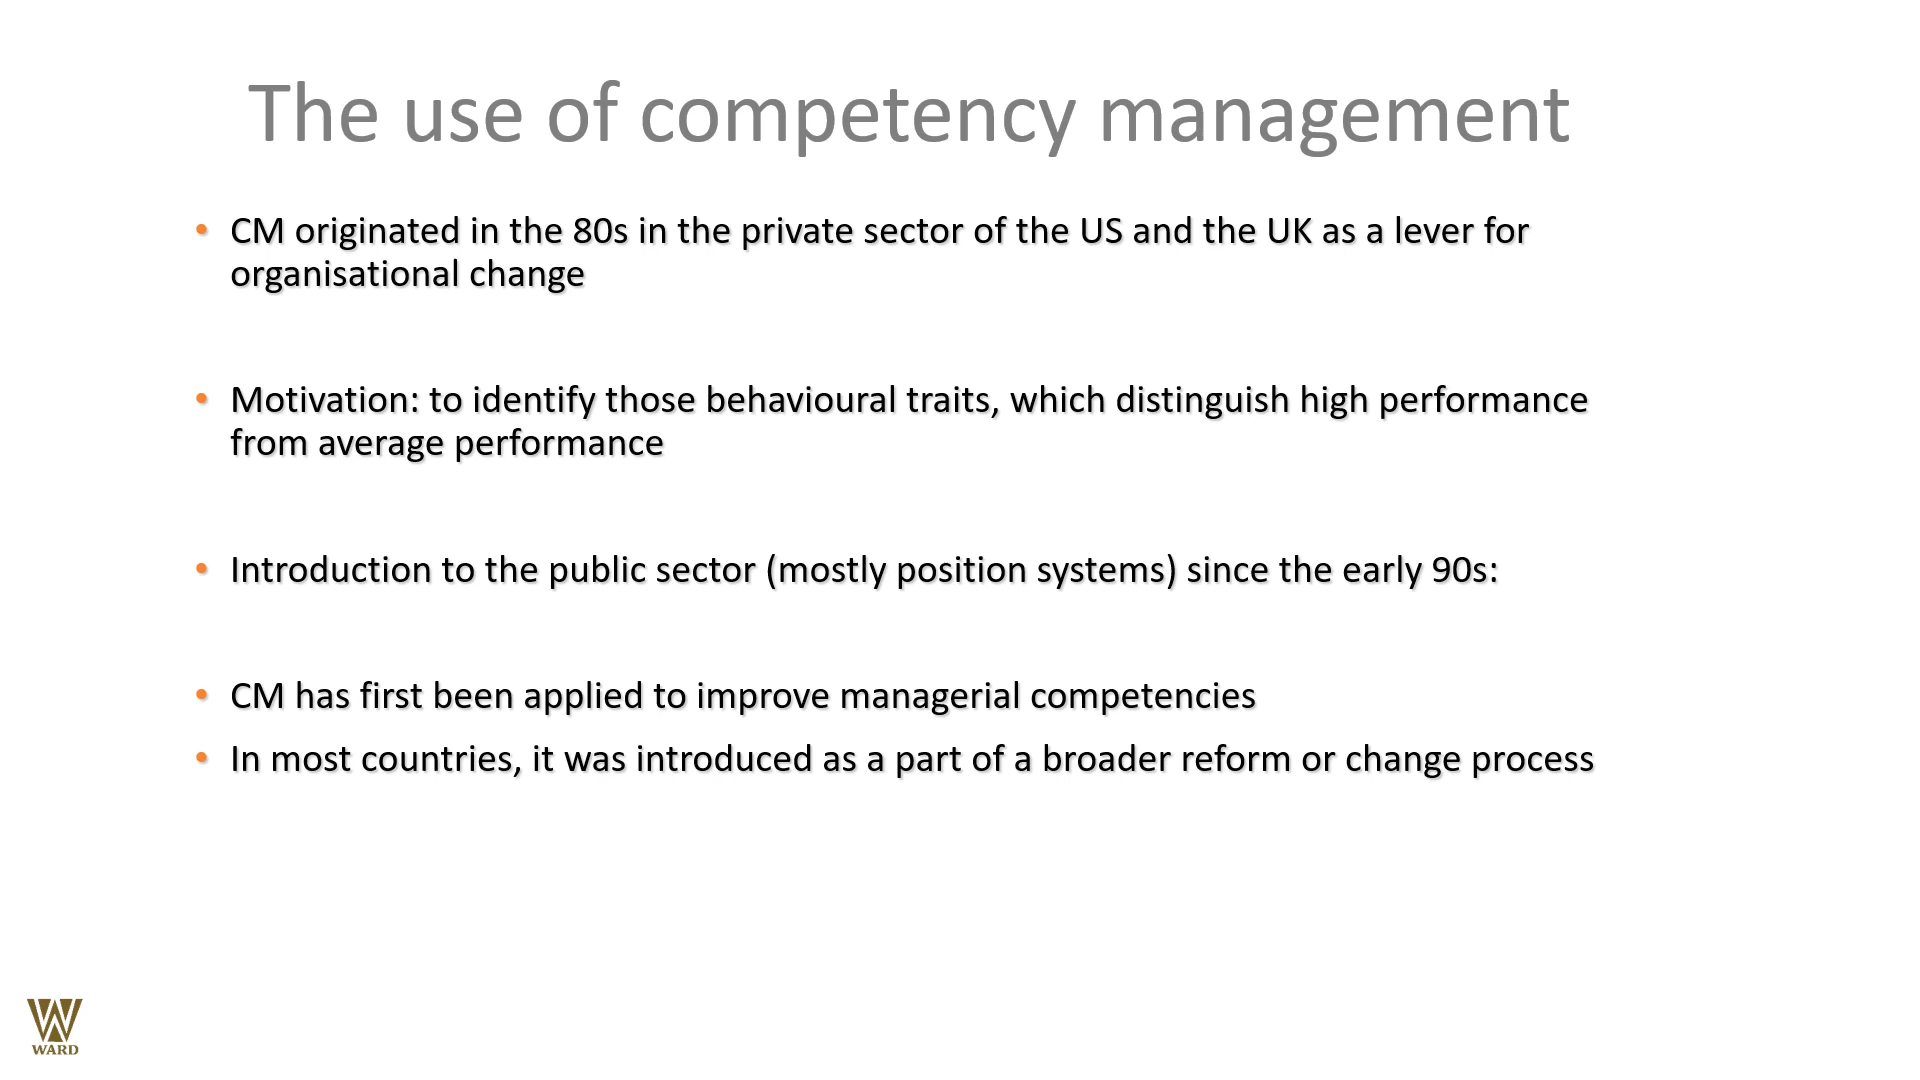 The use of competency management
• CM originated in the 80s in the private sector of the US and the UK as a lever for
organisational change
• Motivation: to identify those behavioural traits, which distinguish high performance
from average performance
• Introduction to the public sector (mostly position systems) since the early 90s:
• CM has first been applied to improve managerial competencies
• In most countries, it was introduced as a part of a broader reform or change process
WARD